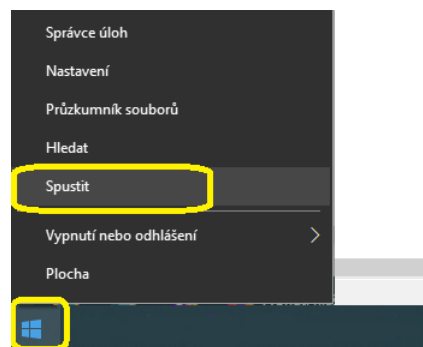 Správce úloh
Nastavení
Průzkumník souborů
Hledat
Spustit
Vypnutí nebo odhlášení
Plocha